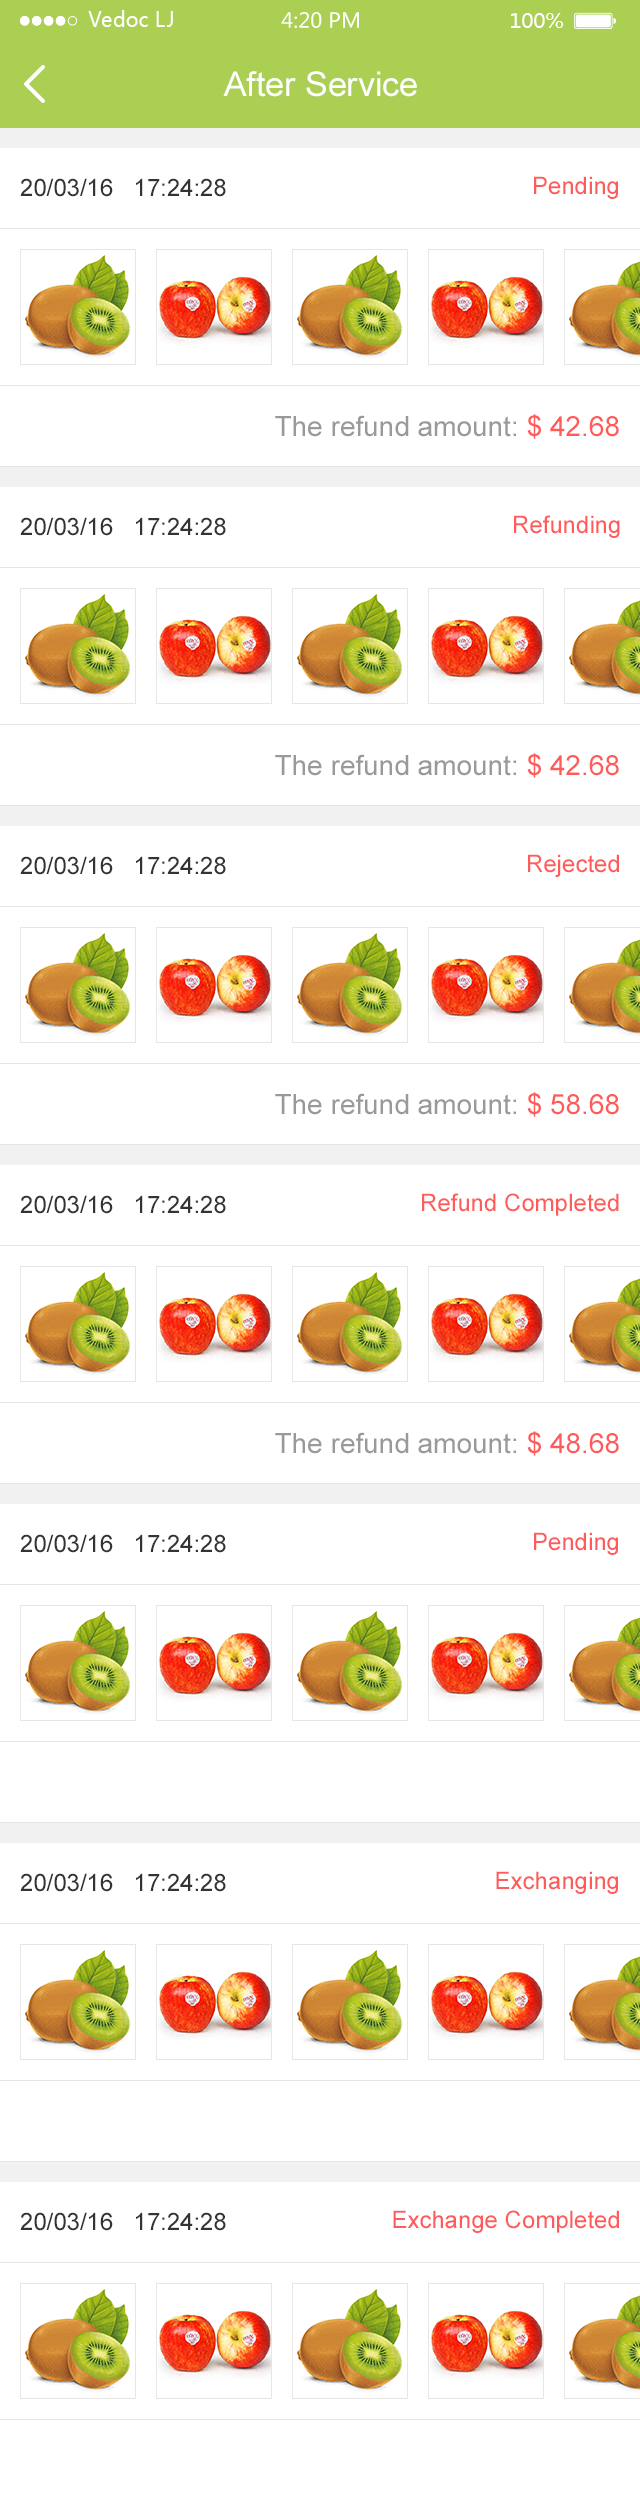 Vedoc LJ 4:20 PM 100%
After Service
20/03/16 17:24:28 Pending
The refund amount: $ 42.68
20/03/16 17:24:28 Refunding
The refund amount: $ 42.68
20/03/16 17:24:28 Rejected
The refund amount: $ 58.68
20/03/16 17:24:28 Refund Completed
The refund amount: $ 48.68
20/03/16 17:24:28 Pending
20/03/16 17:24:28 Exchanging
20/03/16 17:24:28 Exchange Completed